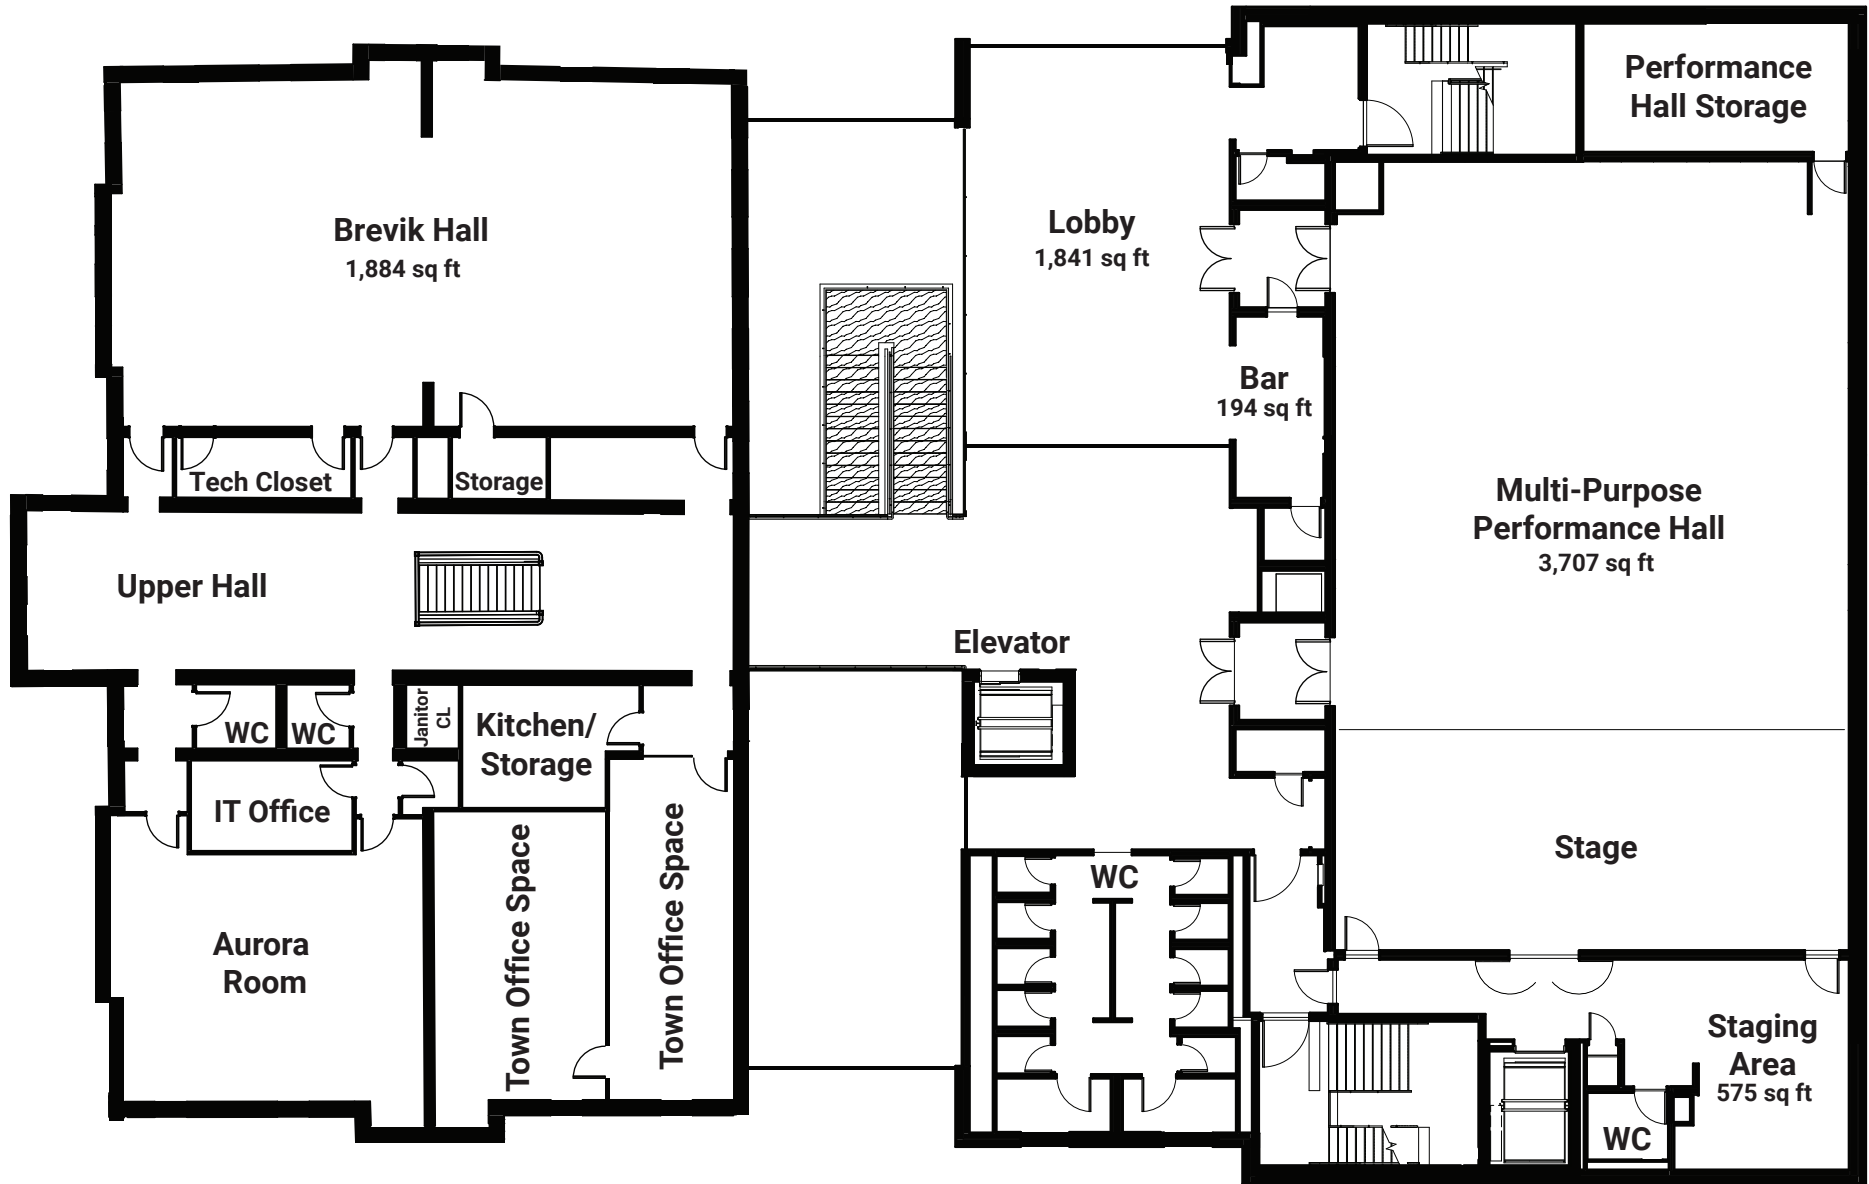 Performance
Hall Storage
Brevik Hall
1,884 sq ft
Lobby
1,841 sq ft
Bar
194 sq ft
Tech Closet
Storage
Multi-Purpose
Performance Hall
3,707 sq ft
Upper Hall
Elevator
WC
WC
Janitor
CL
Kitchen/
Storage
IT Office
Town Office Space
Town Office Space
Stage
WC
Aurora
Room
Staging
Area
575 sq ft
WC